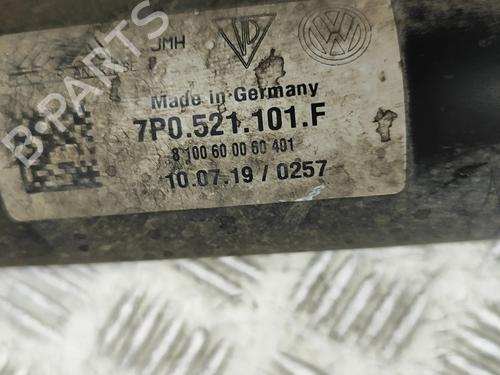 JMH
Made in Germany
7P0.521.101.F
8 100 60 00 60 401
10.07.19 / 0257
B-PARTS